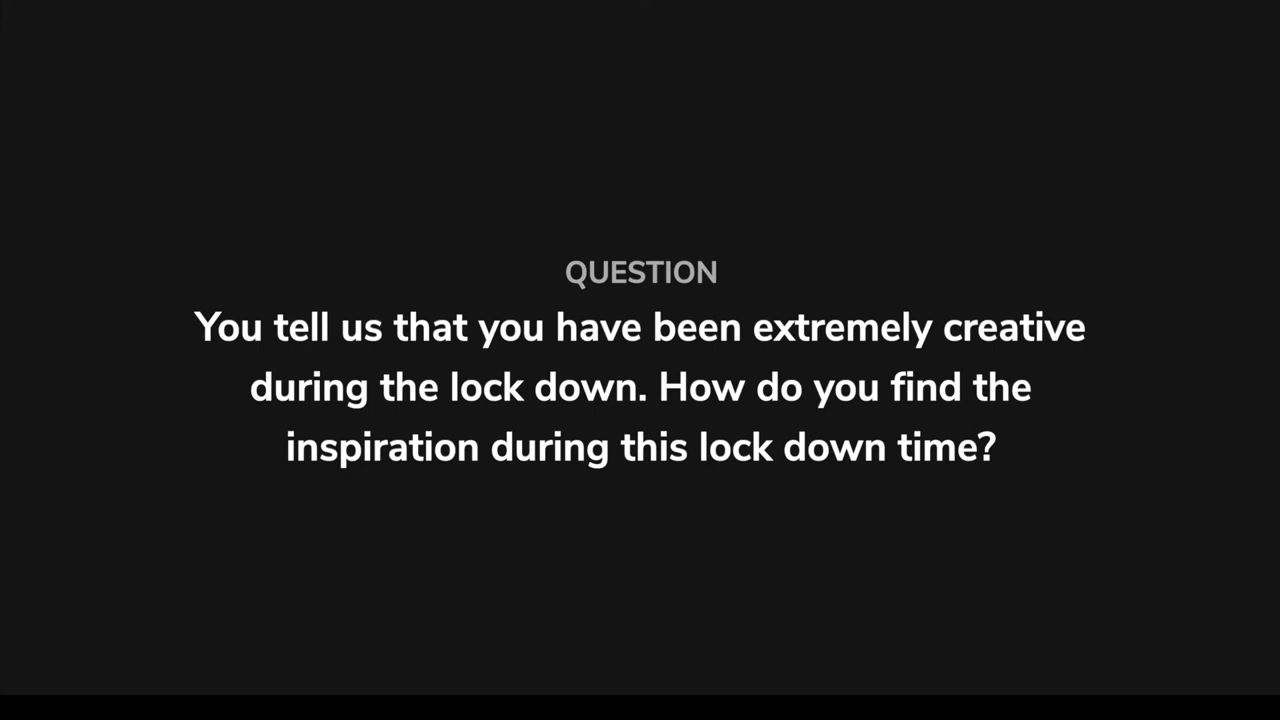 QUESTION
You tell us that you have been extremely creative
during the lock down. How do you find the
inspiration during this lock down time?